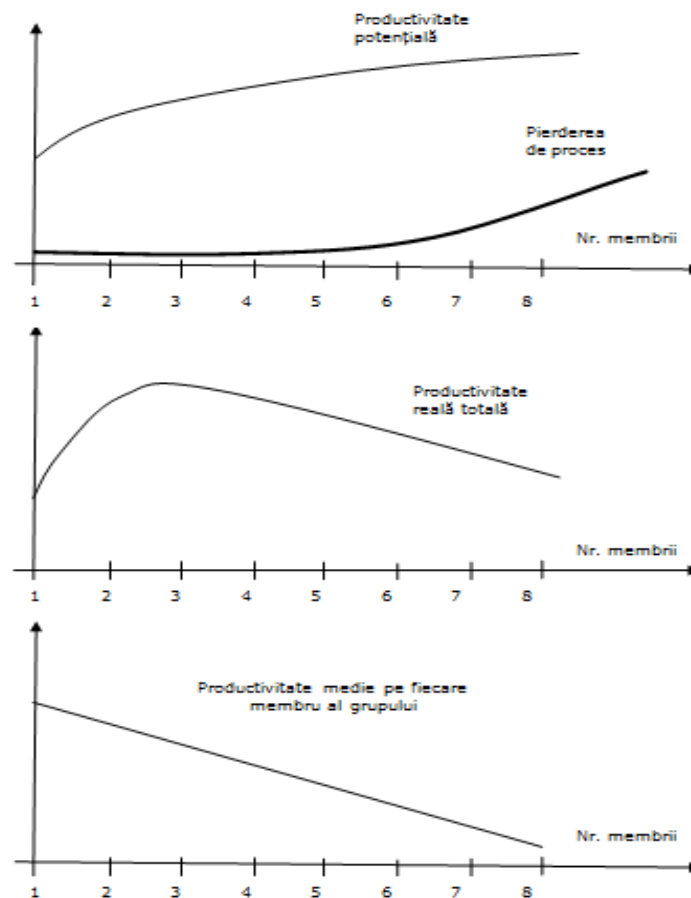 Productivitate
potențială
Pierderea
de proces
Nr. membrii
1 2 3 4 5 6 7 8
Productivitate
reală totală
Nr. membrii
1 2 3 4 5 6 7 8
Productivitate medie pe fiecare
membru al grupului
Nr. membrii
1 2 3 4 5 6 7 8